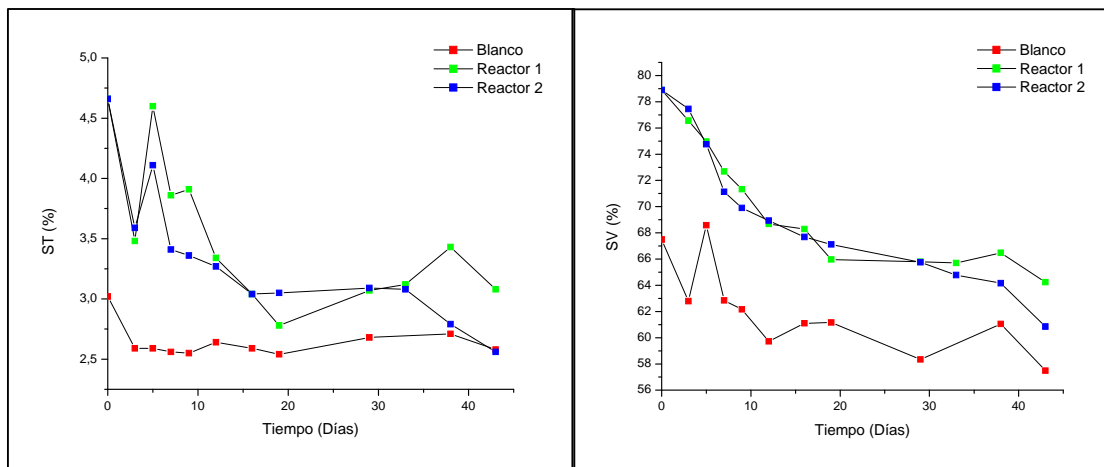 Blanco
Reactor 1
Reactor 2
5,0
4,5
4,0
3,5
3,0
2,5
ST (%)
0 10 20 30 40
Tiempo (Días)
Blanco
Reactor 1
Reactor 2
80
78
76
74
72
70
68
66
64
62
60
58
56
SV (%)
0 10 20 30 40
Tiempo (Días)